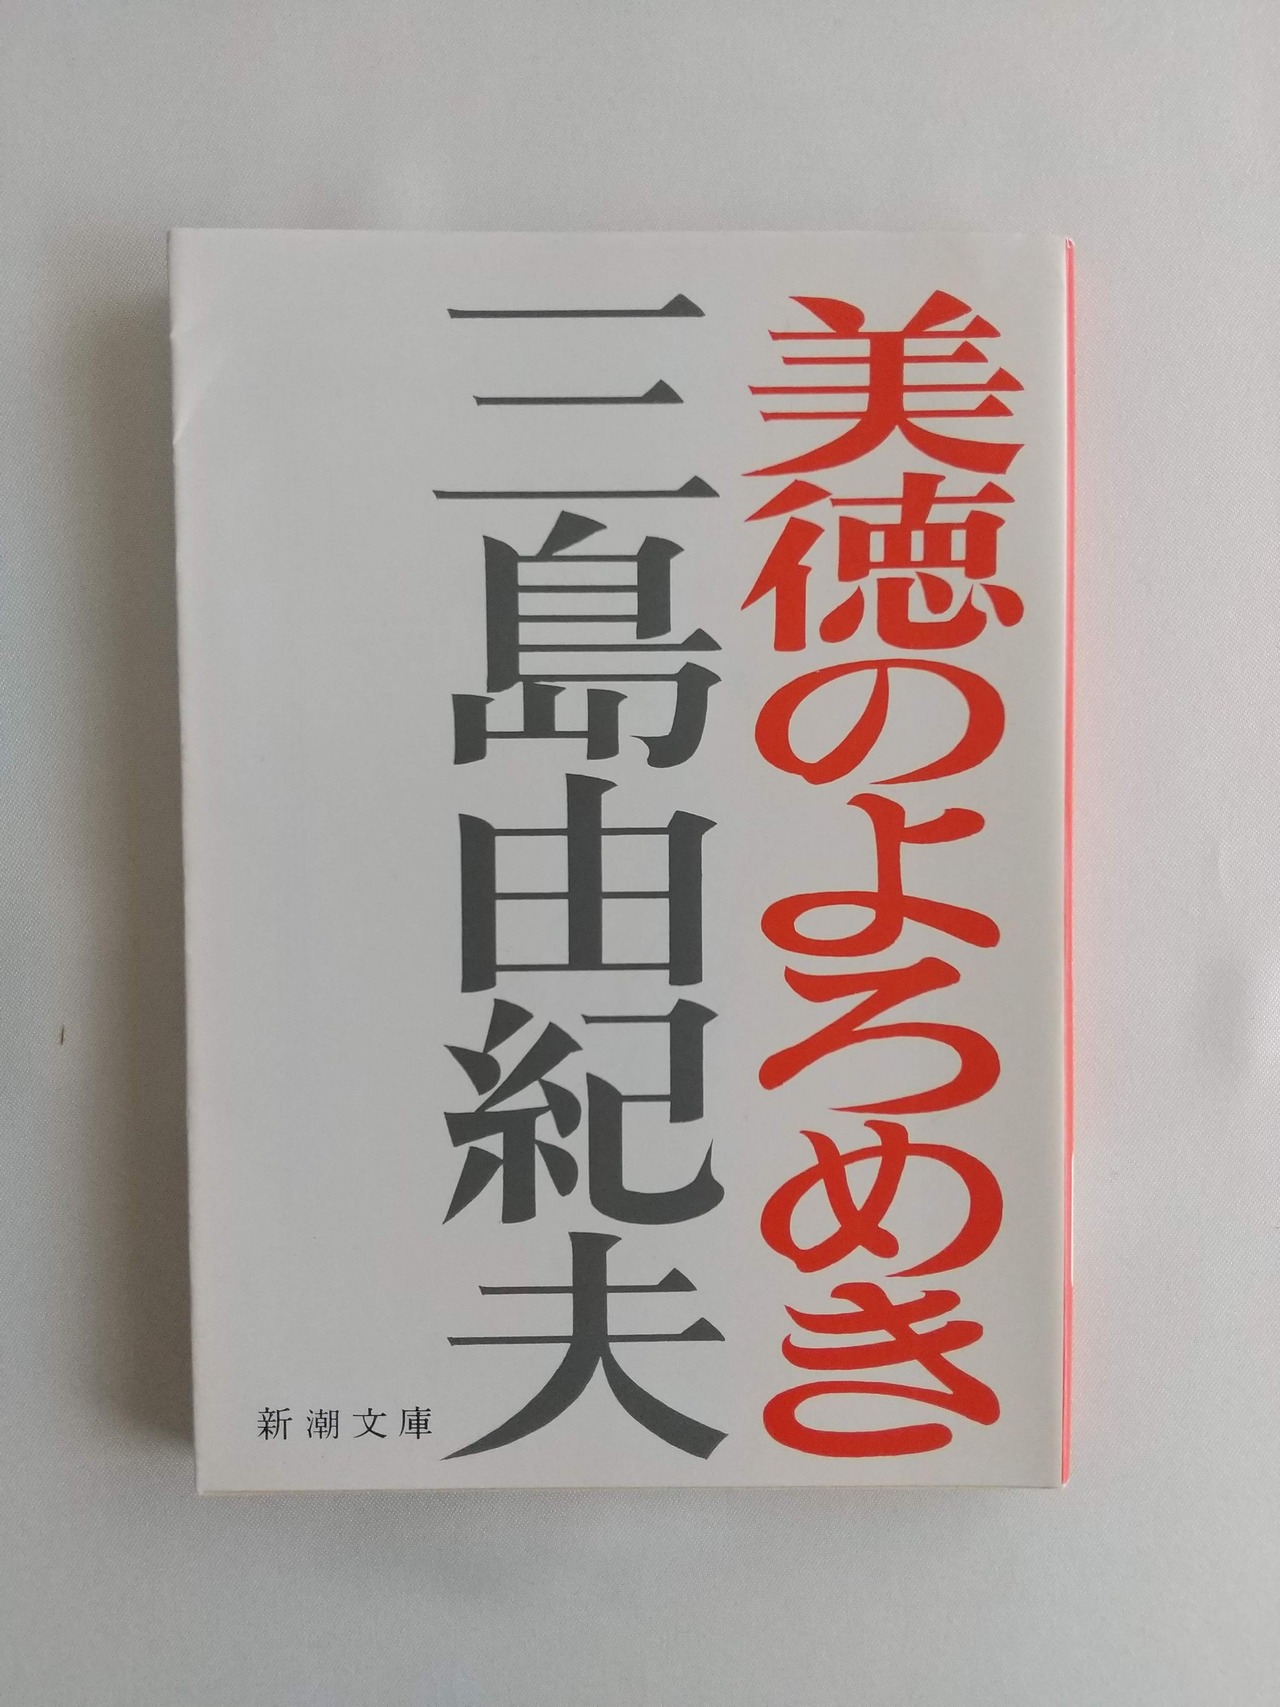 美徳のよろめき
三島由紀夫
新潮文庫